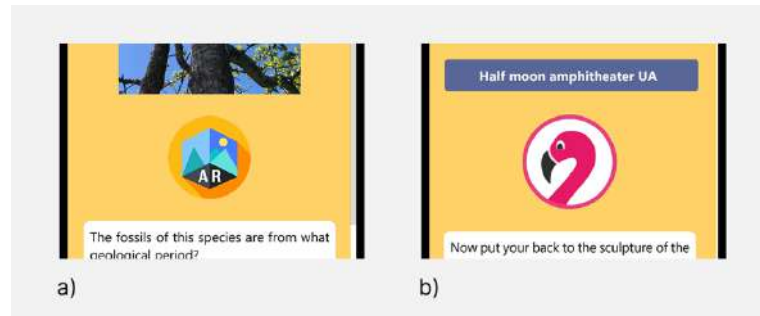 AR
The fossils of this species are from what
geological period?
a)
Half moon amphitheater UA
Now put your back to the sculpture of the
b)